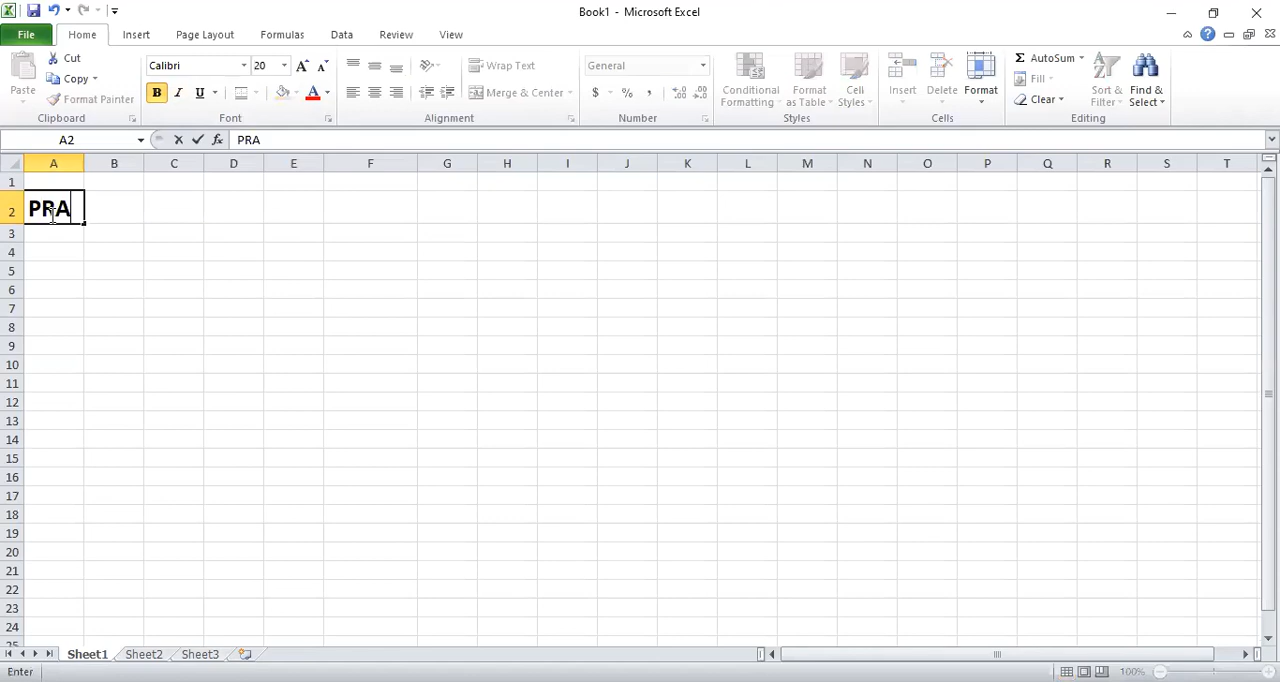 Book1 - Microsoft Excel
File Home Insert Page Layout Formulas Data Review View
Cut
Copy
Format Painter
Paste
Clipboard
Calibri 20
B I U A
Font
Wrap Text
Merge & Center
Alignment
General
$ % ,
Number
Conditional Formatting
Format as Table
Cell Styles
Styles
Insert
Delete
Format
Cells
Σ AutoSum
Fill
Clear
Sort & Filter
Find & Select
Editing
A2 fx PRA
A B C D E F G H I J K L M N O P Q R S T
1
2 PRA
3
4
5
6
7
8
9
10
11
12
13
14
15
16
17
18
19
20
21
22
23
24
25
Sheet1 Sheet2 Sheet3
Enter 100%